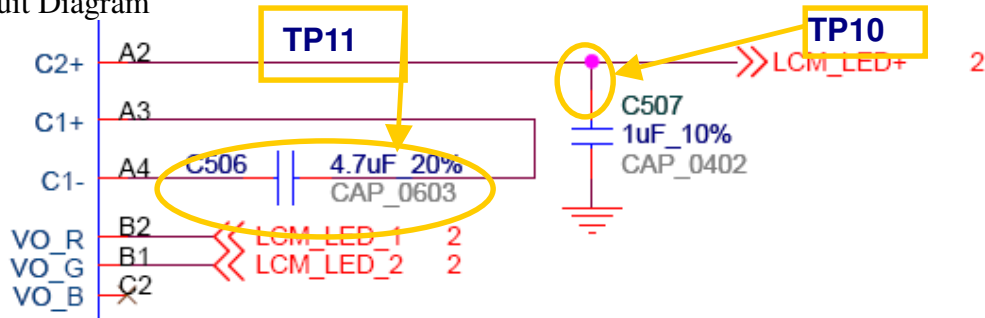 uit Diagram
TP11
TP10
C2+ A2
LCM_LED+ 2
C1+ A3
C507
1uF_10%
CAP_0402
C1- A4 C506 4.7uF_20%
CAP_0603
VO_R B2 LCM_LED_1 2
VO_G B1 LCM_LED_2 2
VO_B C2